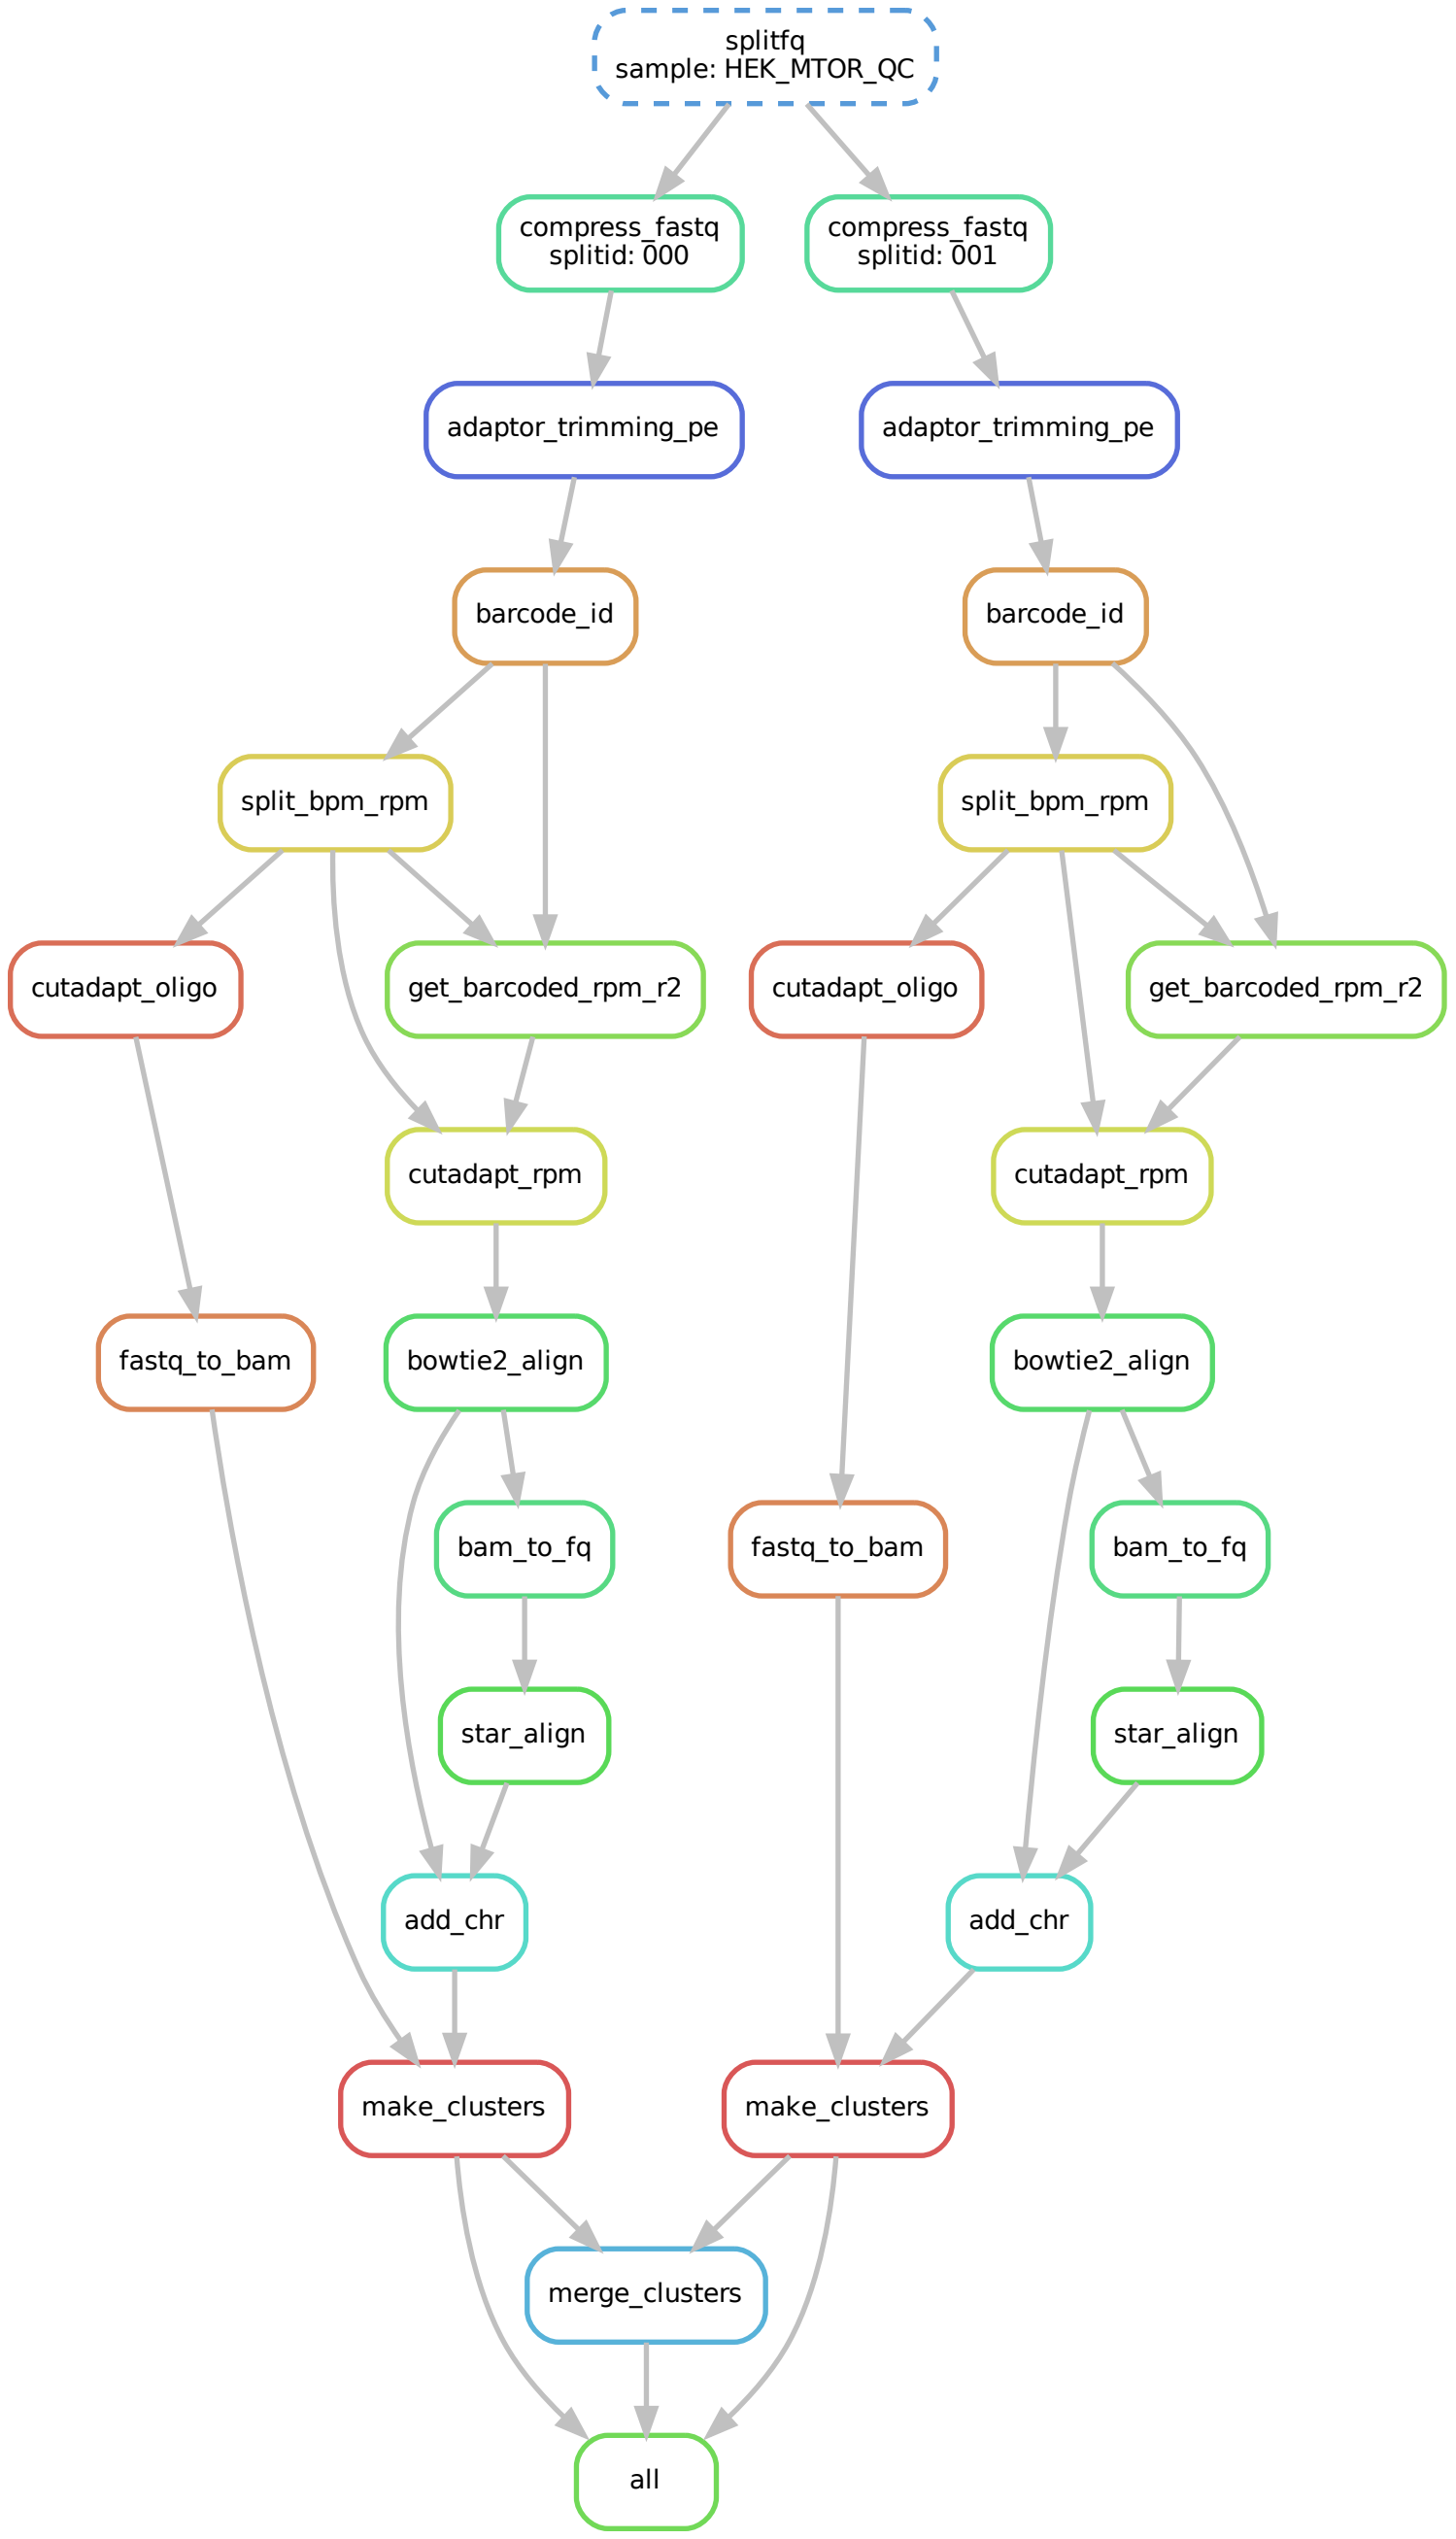 splitfq
sample: HEK_MTOR_QC
compress_fastq
splitid: 000
compress_fastq
splitid: 001
adaptor_trimming_pe
adaptor_trimming_pe
barcode_id
barcode_id
split_bpm_rpm
split_bpm_rpm
cutadapt_oligo
get_barcoded_rpm_r2
cutadapt_oligo
get_barcoded_rpm_r2
cutadapt_rpm
cutadapt_rpm
fastq_to_bam
bowtie2_align
bowtie2_align
bam_to_fq
fastq_to_bam
bam_to_fq
star_align
star_align
add_chr
add_chr
make_clusters
make_clusters
merge_clusters
all